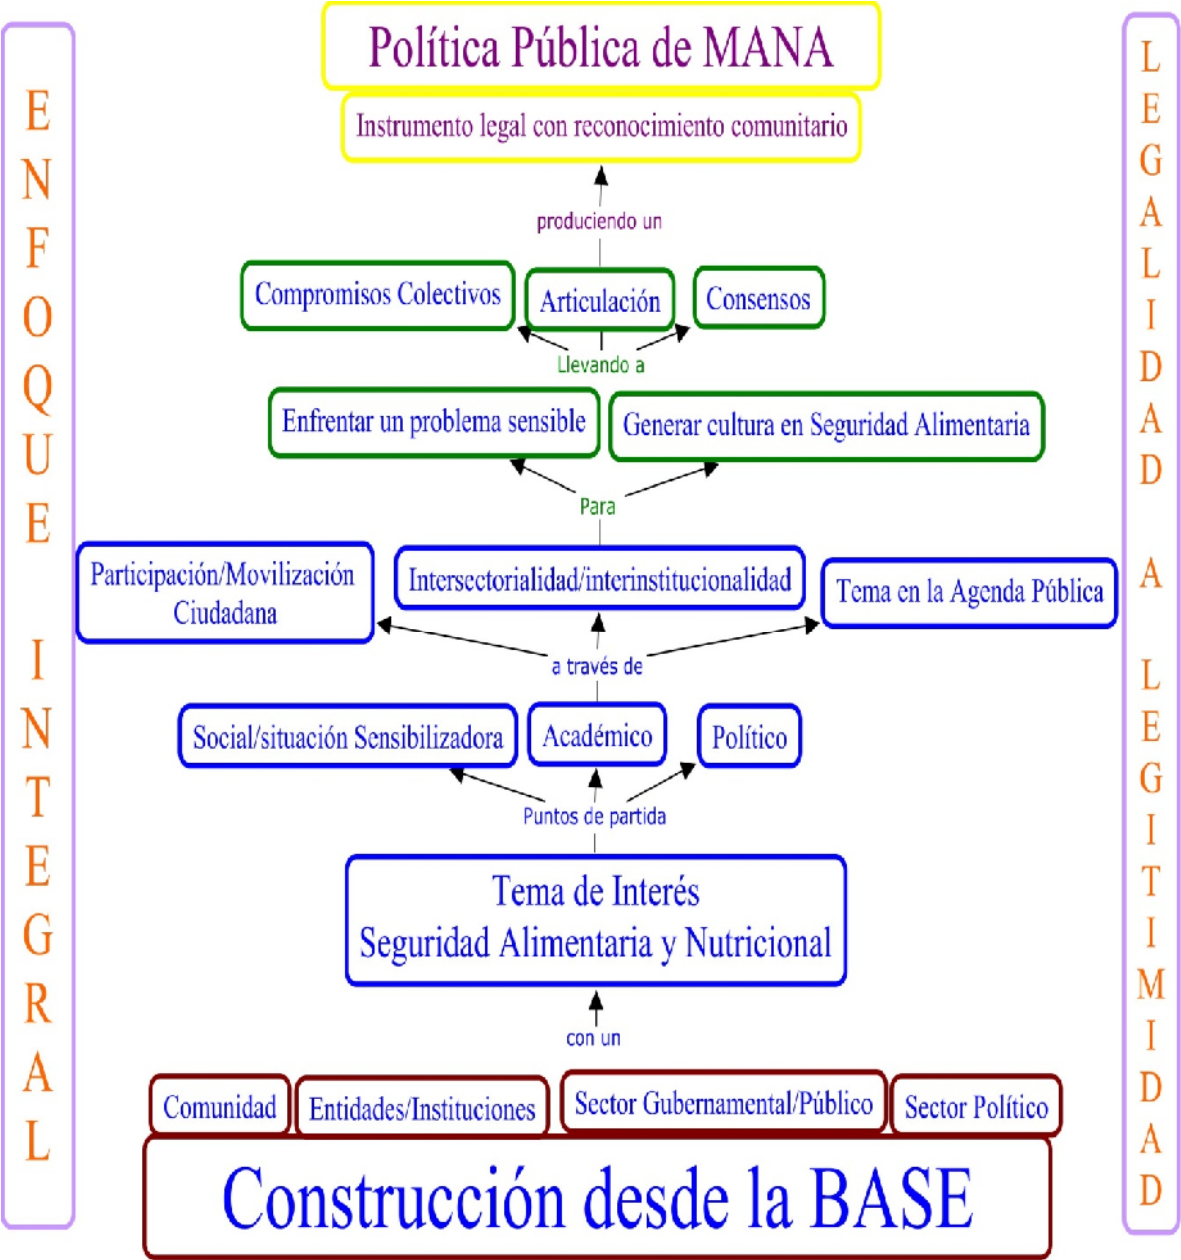 Política Pública de MANA
Instrumento legal con reconocimiento comunitario
produciendo un
Compromisos Colectivos
Articulación
Consensos
Llevando a
Enfrentar un problema sensible
Generar cultura en Seguridad Alimentaria
Para
Participación/Movilización
Ciudadana
Intersectorialidad/interinstitucionalidad
Tema en la Agenda Pública
a través de
Social/situación Sensibilizadora
Académico
Político
Puntos de partida
Tema de Interés
Seguridad Alimentaria y Nutricional
con un
Comunidad
Entidades/Instituciones
Sector Gubernamental/Público
Sector Político
Construcción desde la BASE
ENFOQUE INTEGRAL
LEGALIDAD A LEGITIMIDAD